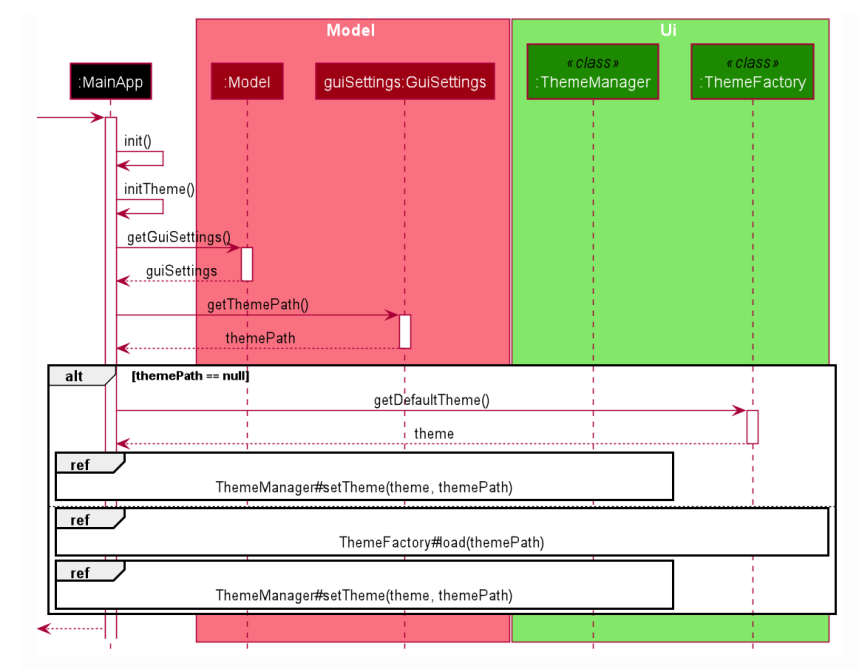 Model
Ui
:MainApp
:Model
guiSettings:GuiSettings
«class»
:ThemeManager
«class»
:ThemeFactory
init()
initTheme()
getGuiSettings()
guiSettings
getThemePath()
themePath
alt
[themePath == null]
getDefaultTheme()
theme
ref
ThemeManager#setTheme(theme, themePath)
ref
ThemeFactory#load(themePath)
ref
ThemeManager#setTheme(theme, themePath)